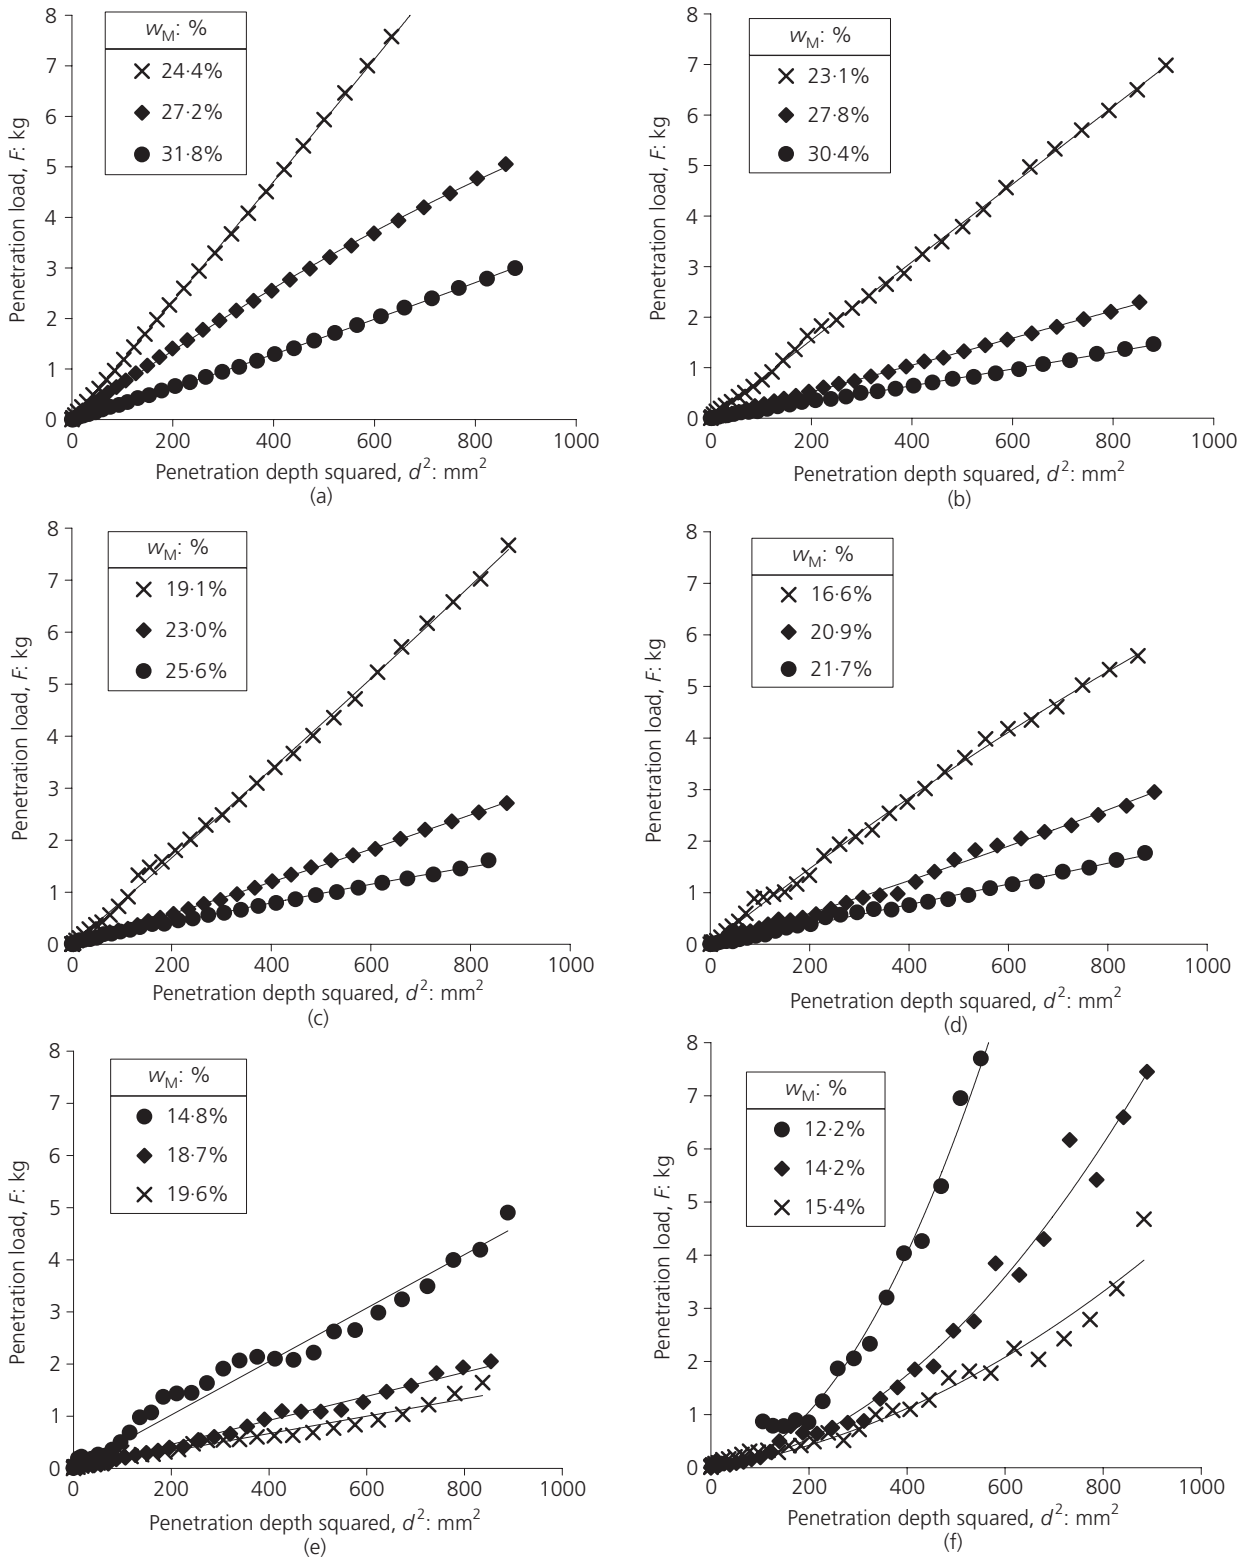 8
7
6
5
4
3
2
1
0
Penetration load, F: kg
w_M: %
24·4%
27·2%
31·8%
0 200 400 600 800 1000
Penetration depth squared, d²: mm²
(a)
8
7
6
5
4
3
2
1
0
Penetration load, F: kg
w_M: %
23·1%
27·8%
30·4%
0 200 400 600 800 1000
Penetration depth squared, d²: mm²
(b)
8
7
6
5
4
3
2
1
0
Penetration load, F: kg
w_M: %
19·1%
23·0%
25·6%
0 200 400 600 800 1000
Penetration depth squared, d²: mm²
(c)
8
7
6
5
4
3
2
1
0
Penetration load, F: kg
w_M: %
16·6%
20·9%
21·7%
0 200 400 600 800 1000
Penetration depth squared, d²: mm²
(d)
8
7
6
5
4
3
2
1
0
Penetration load, F: kg
w_M: %
14·8%
18·7%
19·6%
0 200 400 600 800 1000
Penetration depth squared, d²: mm²
(e)
8
7
6
5
4
3
2
1
0
Penetration load, F: kg
w_M: %
12·2%
14·2%
15·4%
0 200 400 600 800 1000
Penetration depth squared, d²: mm²
(f)